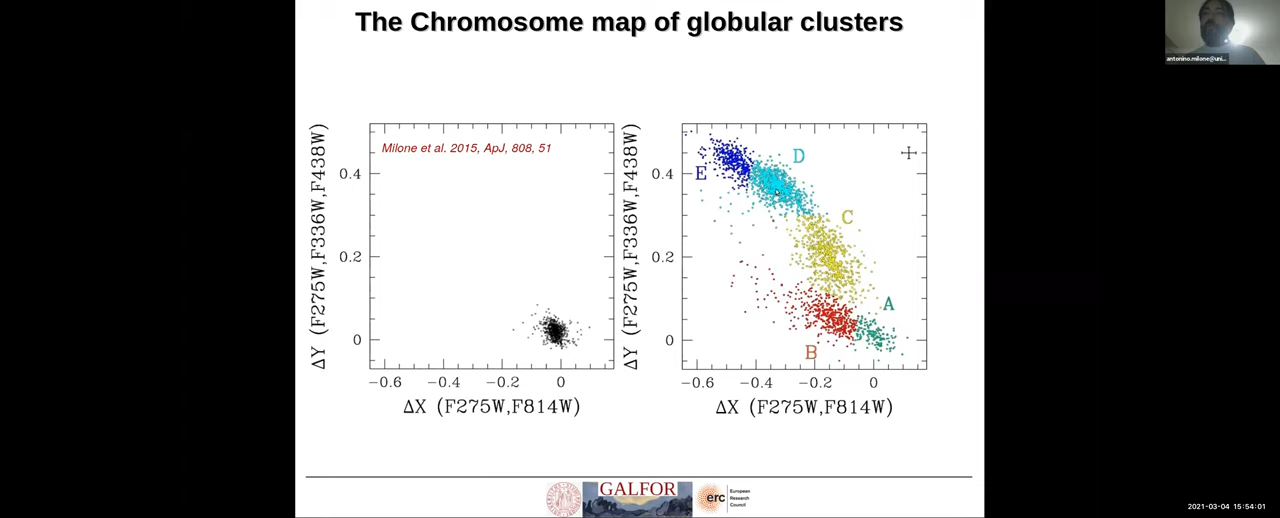 The Chromosome map of globular clusters
antonino.milone@uni...
ΔY (F275W,F336W,F438W)
0.4
0.2
0
Milone et al. 2015, ApJ, 808, 51
−0.6 −0.4 −0.2 0
ΔX (F275W,F814W)
ΔY (F275W,F336W,F438W)
0.4
0.2
0
E
D
C
A
B
−0.6 −0.4 −0.2 0
ΔX (F275W,F814W)
GALFOR
erc
European
Research
Council
2021-03-04 15:54:01